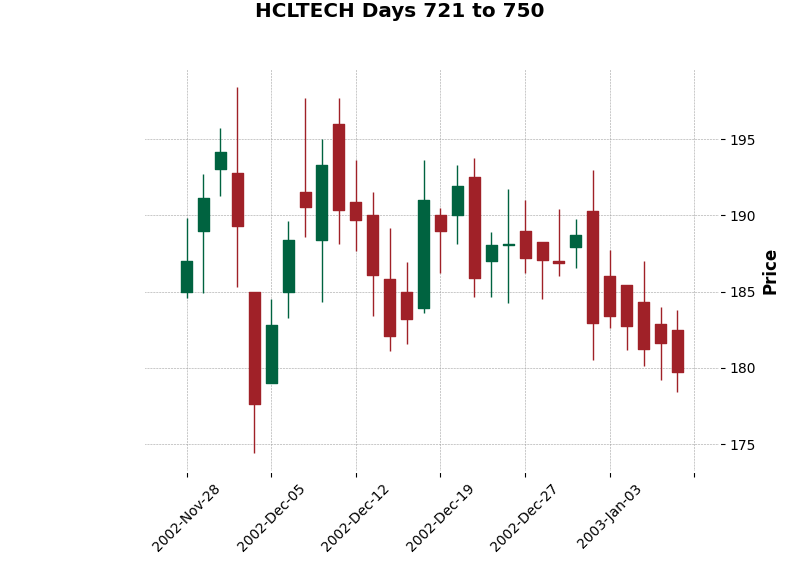 HCLTECH Days 721 to 750
195
190
185
180
175
Price
2002-Nov-28
2002-Dec-05
2002-Dec-12
2002-Dec-19
2002-Dec-27
2003-Jan-03